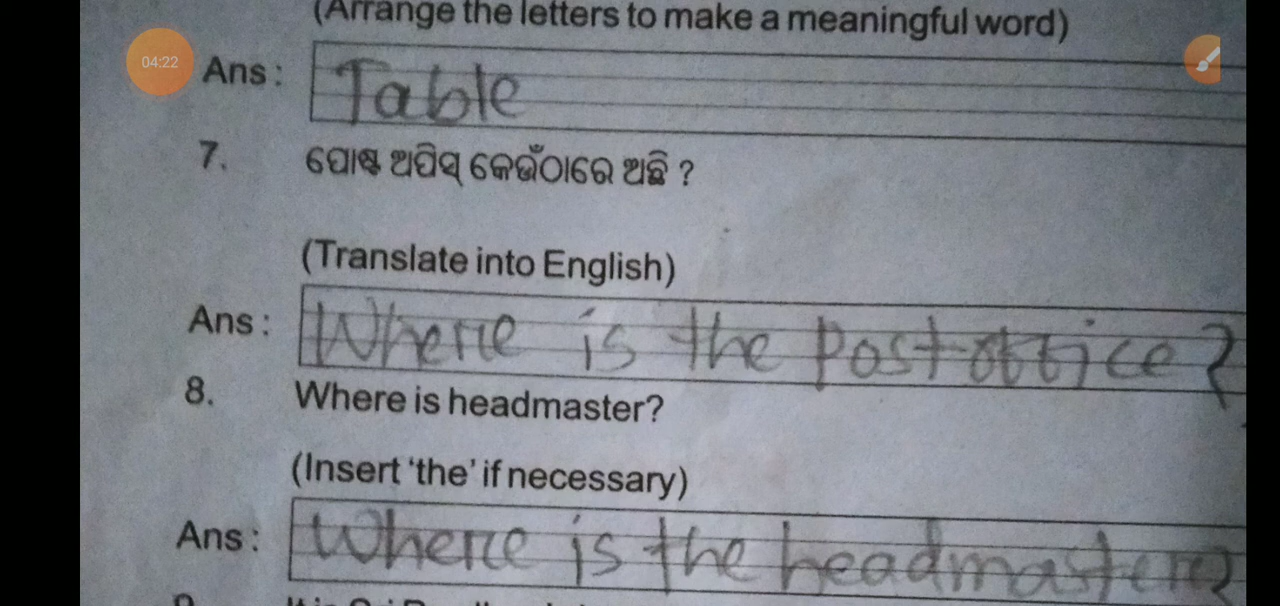 (Arrange the letters to make a meaningful word)
04:22
Ans :
Table
7. ପୋଷ୍ଟ ଅପିସ୍ କେଉଁଠାରେ ଅଛି ?
(Translate into English)
Ans :
Where is the Post-office ?
8. Where is headmaster?
(Insert ‘the’ if necessary)
Ans :
Where is the headmaster?